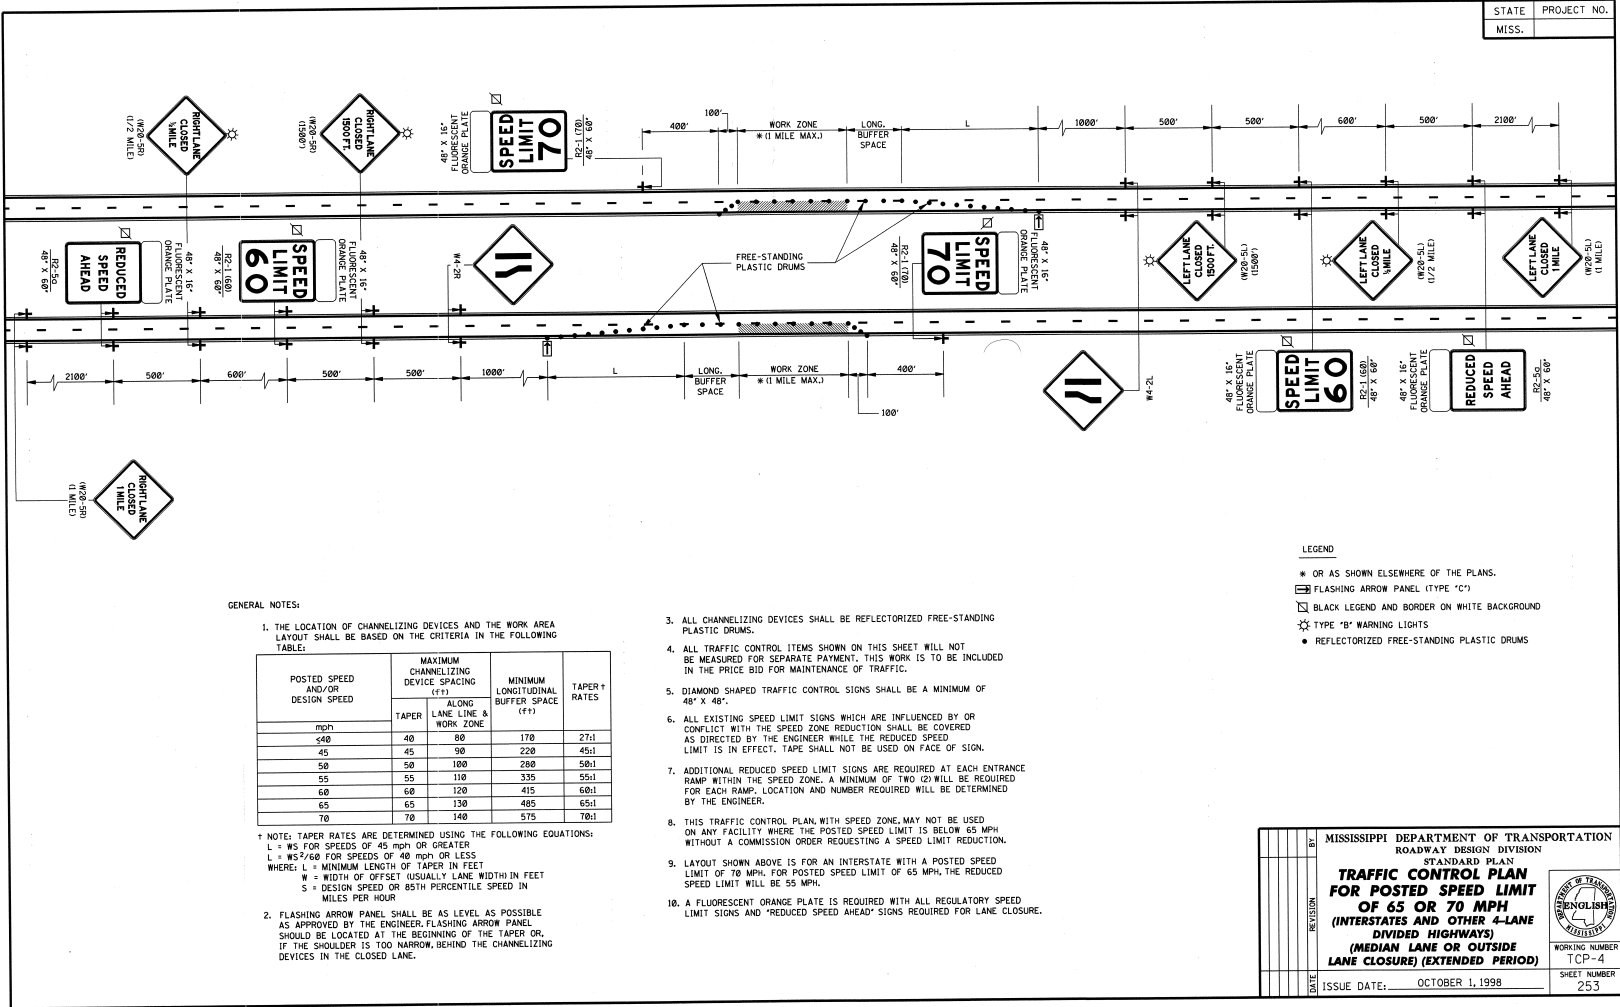 STATE PROJECT NO.
MISS.
RIGHT LANE
CLOSED
½ MILE
(W20-5R)
(1/2 MILE)
RIGHT LANE
CLOSED
1500 FT.
(W20-5R)
(1500')
SPEED
LIMIT
70
48" X 16"
FLUORESCENT
ORANGE PLATE
R2-1 (70)
48" X 60"
400'
100'
WORK ZONE
* (1 MILE MAX.)
LONG.
BUFFER
SPACE
L
1000'
500'
500'
600'
500'
2100'
REDUCED
SPEED
AHEAD
R2-5a
48" X 60"
48" X 16"
FLUORESCENT
ORANGE PLATE
SPEED
LIMIT
60
R2-1 (60)
48" X 60"
48" X 16"
FLUORESCENT
ORANGE PLATE
W4-2R
FREE-STANDING
PLASTIC DRUMS
SPEED
LIMIT
70
R2-1 (70)
48" X 60"
48" X 16"
FLUORESCENT
ORANGE PLATE
LEFT LANE
CLOSED
1500 FT.
(W20-5L)
(1500')
LEFT LANE
CLOSED
½ MILE
(W20-5L)
(1/2 MILE)
LEFT LANE
CLOSED
1 MILE
(W20-5L)
(1 MILE)
2100'
500'
600'
500'
500'
1000'
L
LONG.
BUFFER
SPACE
WORK ZONE
* (1 MILE MAX.)
400'
100'
W4-2L
48" X 16"
FLUORESCENT
ORANGE PLATE
SPEED
LIMIT
60
R2-1 (60)
48" X 60"
48" X 16"
FLUORESCENT
ORANGE PLATE
REDUCED
SPEED
AHEAD
R2-5a
48" X 60"
RIGHT LANE
CLOSED
1 MILE
(W20-5R)
(1 MILE)
LEGEND
* OR AS SHOWN ELSEWHERE OF THE PLANS.
FLASHING ARROW PANEL (TYPE "C")
BLACK LEGEND AND BORDER ON WHITE BACKGROUND
TYPE "B" WARNING LIGHTS
• REFLECTORIZED FREE-STANDING PLASTIC DRUMS
GENERAL NOTES:
1. THE LOCATION OF CHANNELIZING DEVICES AND THE WORK AREA
LAYOUT SHALL BE BASED ON THE CRITERIA IN THE FOLLOWING
TABLE:
POSTED SPEED
AND/OR
DESIGN SPEED
mph
MAXIMUM
CHANNELIZING
DEVICE SPACING
(ft)
TAPER
ALONG
LANE LINE &
WORK ZONE
MINIMUM
LONGITUDINAL
BUFFER SPACE
(ft)
TAPER †
RATES
≤40 40 80 170 27:1
45 45 90 220 45:1
50 50 100 280 50:1
55 55 110 335 55:1
60 60 120 415 60:1
65 65 130 485 65:1
70 70 140 575 70:1
† NOTE: TAPER RATES ARE DETERMINED USING THE FOLLOWING EQUATIONS:
L = WS FOR SPEEDS OF 45 mph OR GREATER
L = WS²/60 FOR SPEEDS OF 40 mph OR LESS
WHERE: L = MINIMUM LENGTH OF TAPER IN FEET
W = WIDTH OF OFFSET (USUALLY LANE WIDTH) IN FEET
S = DESIGN SPEED OR 85TH PERCENTILE SPEED IN
MILES PER HOUR
2. FLASHING ARROW PANEL SHALL BE AS LEVEL AS POSSIBLE
AS APPROVED BY THE ENGINEER. FLASHING ARROW PANEL
SHOULD BE LOCATED AT THE BEGINNING OF THE TAPER OR,
IF THE SHOULDER IS TOO NARROW, BEHIND THE CHANNELIZING
DEVICES IN THE CLOSED LANE.
3. ALL CHANNELIZING DEVICES SHALL BE REFLECTORIZED FREE-STANDING
PLASTIC DRUMS.
4. ALL TRAFFIC CONTROL ITEMS SHOWN ON THIS SHEET WILL NOT
BE MEASURED FOR SEPARATE PAYMENT. THIS WORK IS TO BE INCLUDED
IN THE PRICE BID FOR MAINTENANCE OF TRAFFIC.
5. DIAMOND SHAPED TRAFFIC CONTROL SIGNS SHALL BE A MINIMUM OF
48" X 48".
6. ALL EXISTING SPEED LIMIT SIGNS WHICH ARE INFLUENCED BY OR
CONFLICT WITH THE SPEED ZONE REDUCTION SHALL BE COVERED
AS DIRECTED BY THE ENGINEER WHILE THE REDUCED SPEED
LIMIT IS IN EFFECT. TAPE SHALL NOT BE USED ON FACE OF SIGN.
7. ADDITIONAL REDUCED SPEED LIMIT SIGNS ARE REQUIRED AT EACH ENTRANCE
RAMP WITHIN THE SPEED ZONE. A MINIMUM OF TWO (2) WILL BE REQUIRED
FOR EACH RAMP. LOCATION AND NUMBER REQUIRED WILL BE DETERMINED
BY THE ENGINEER.
8. THIS TRAFFIC CONTROL PLAN, WITH SPEED ZONE, MAY NOT BE USED
ON ANY FACILITY WHERE THE POSTED SPEED LIMIT IS BELOW 65 MPH
WITHOUT A COMMISSION ORDER REQUESTING A SPEED LIMIT REDUCTION.
9. LAYOUT SHOWN ABOVE IS FOR AN INTERSTATE WITH A POSTED SPEED
LIMIT OF 70 MPH. FOR POSTED SPEED LIMIT OF 65 MPH, THE REDUCED
SPEED LIMIT WILL BE 55 MPH.
10. A FLUORESCENT ORANGE PLATE IS REQUIRED WITH ALL REGULATORY SPEED
LIMIT SIGNS AND "REDUCED SPEED AHEAD" SIGNS REQUIRED FOR LANE CLOSURE.
BY
REVISION
DATE
MISSISSIPPI DEPARTMENT OF TRANSPORTATION
ROADWAY DESIGN DIVISION
STANDARD PLAN
TRAFFIC CONTROL PLAN
FOR POSTED SPEED LIMIT
OF 65 OR 70 MPH
(INTERSTATES AND OTHER 4-LANE
DIVIDED HIGHWAYS)
(MEDIAN LANE OR OUTSIDE
LANE CLOSURE) (EXTENDED PERIOD)
ISSUE DATE: OCTOBER 1, 1998
DEPARTMENT OF TRANSPORTATION
ENGLISH
MISSISSIPPI
WORKING NUMBER
TCP-4
SHEET NUMBER
253